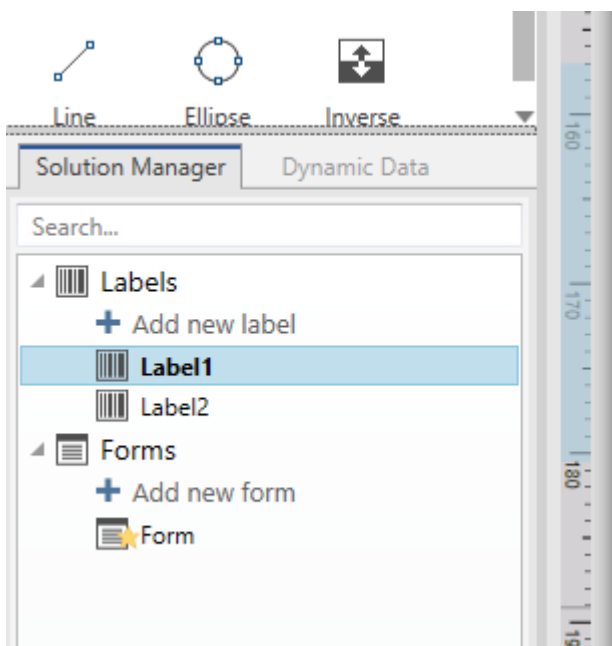 Line Ellipse Inverse
Solution Manager Dynamic Data
Search...
Labels
Add new label
Label1
Label2
Forms
Add new form
Form
160
170
180